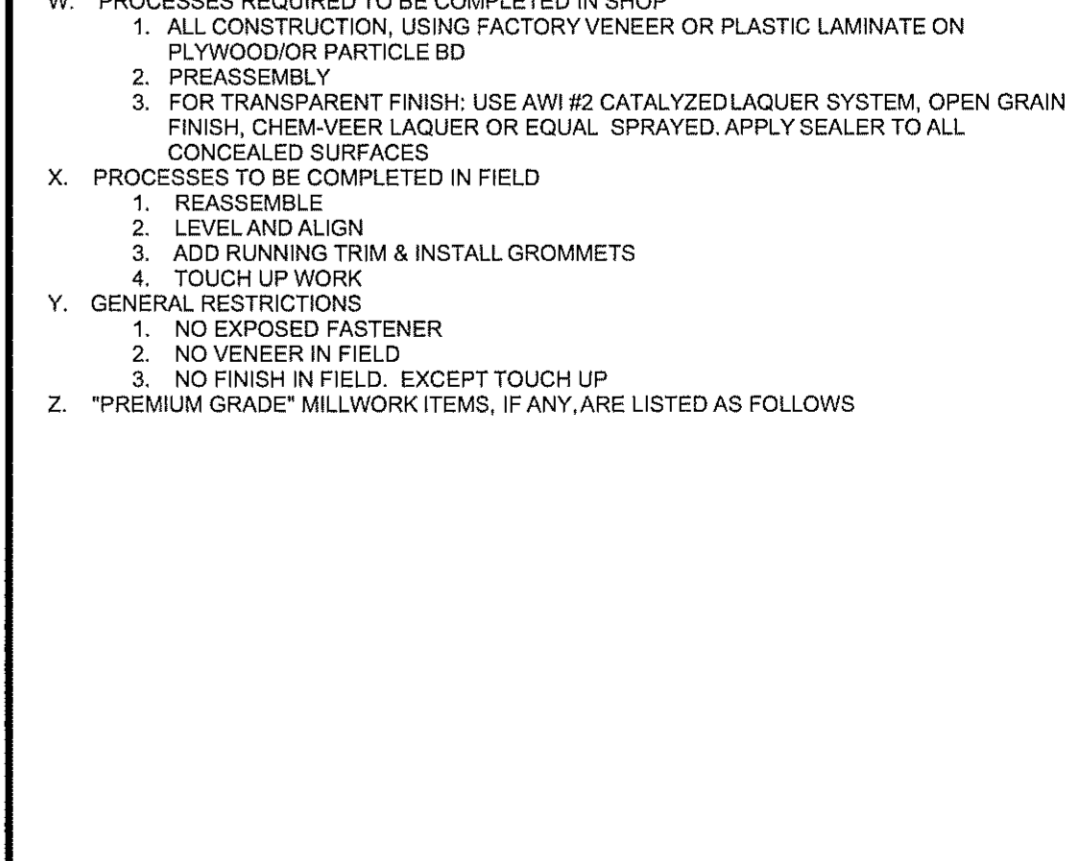 W. PROCESSES REQUIRED TO BE COMPLETED IN SHOP
1. ALL CONSTRUCTION, USING FACTORY VENEER OR PLASTIC LAMINATE ON
PLYWOOD/OR PARTICLE BD
2. PREASSEMBLY
3. FOR TRANSPARENT FINISH: USE AWI #2 CATALYZED LAQUER SYSTEM, OPEN GRAIN
FINISH, CHEM-VEER LAQUER OR EQUAL SPRAYED. APPLY SEALER TO ALL
CONCEALED SURFACES
X. PROCESSES TO BE COMPLETED IN FIELD
1. REASSEMBLE
2. LEVEL AND ALIGN
3. ADD RUNNING TRIM & INSTALL GROMMETS
4. TOUCH UP WORK
Y. GENERAL RESTRICTIONS
1. NO EXPOSED FASTENER
2. NO VENEER IN FIELD
3. NO FINISH IN FIELD. EXCEPT TOUCH UP
Z. "PREMIUM GRADE" MILLWORK ITEMS, IF ANY, ARE LISTED AS FOLLOWS